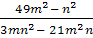 49m² − n²
3mn² − 21m²n